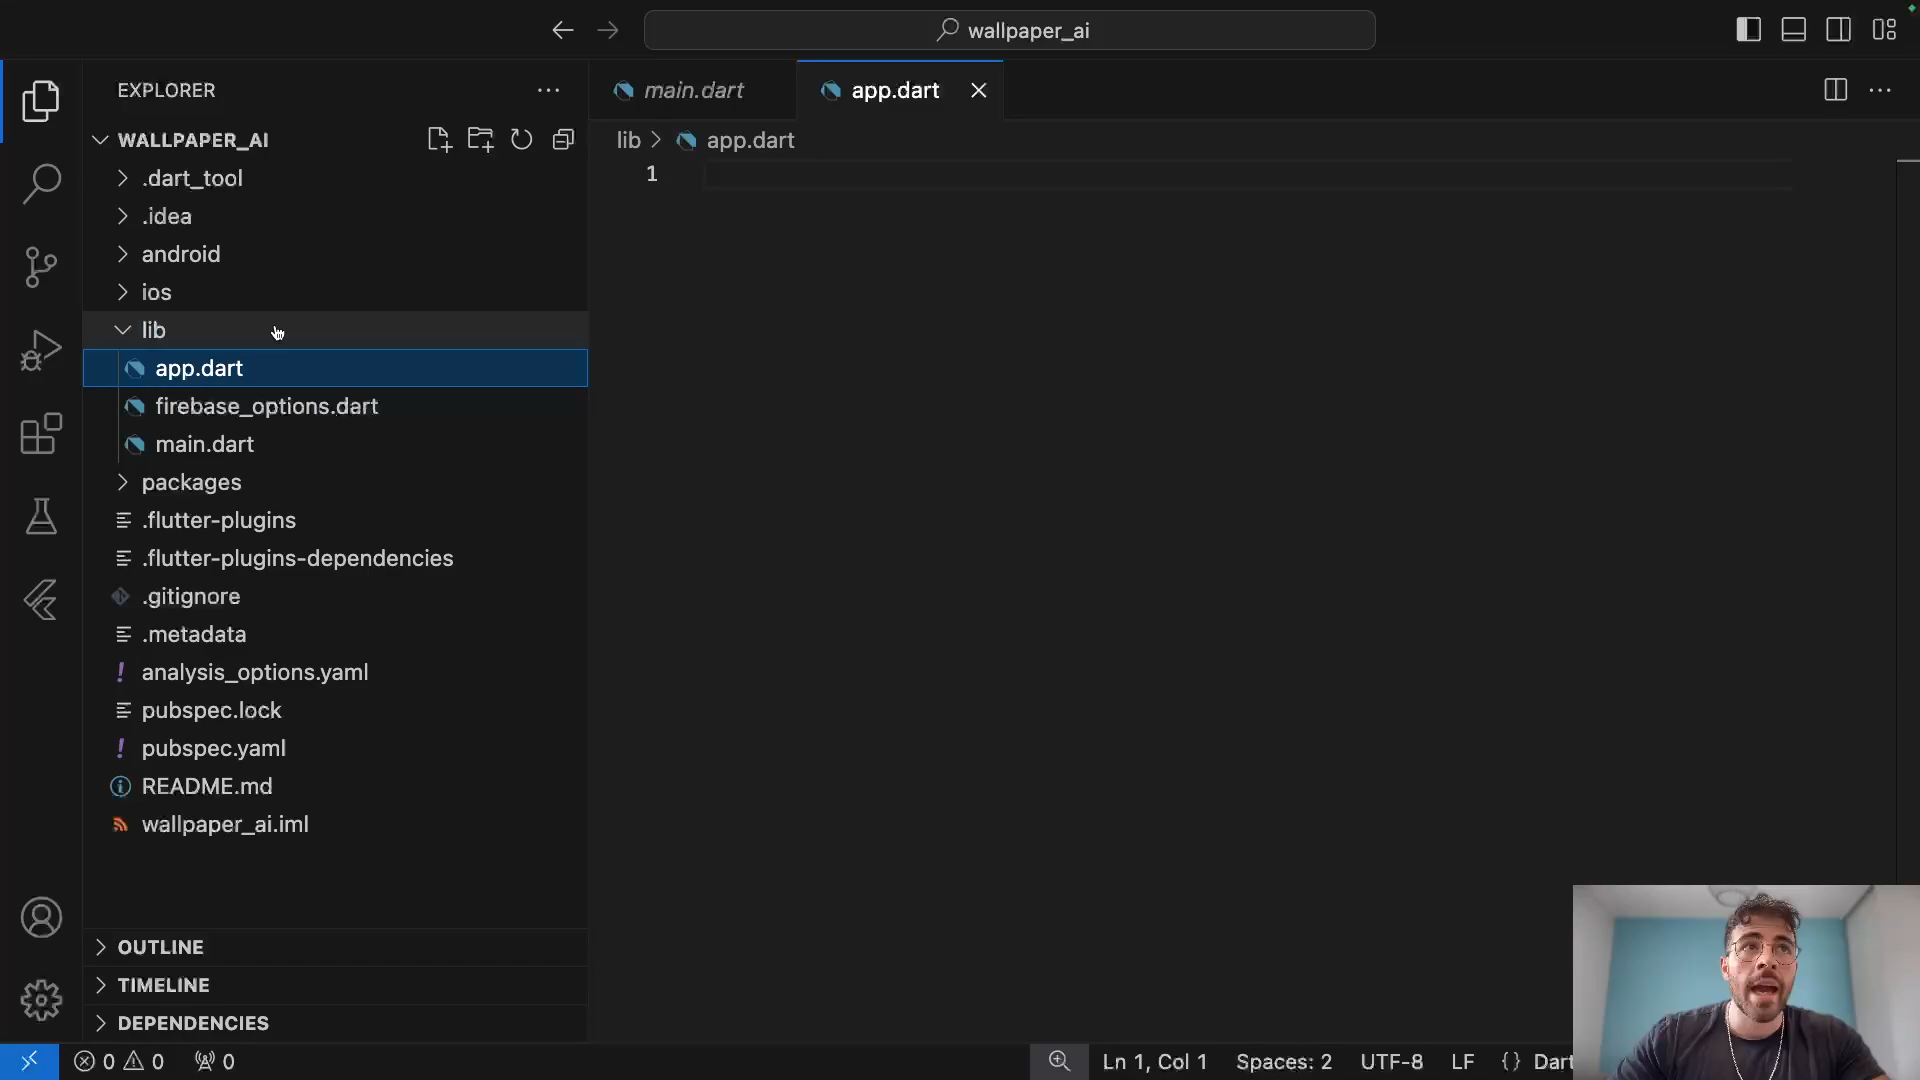 wallpaper_ai
EXPLORER
main.dart
app.dart
WALLPAPER_AI
lib > app.dart
.dart_tool
1
.idea
android
ios
lib
app.dart
firebase_options.dart
main.dart
packages
.flutter-plugins
.flutter-plugins-dependencies
.gitignore
.metadata
analysis_options.yaml
pubspec.lock
pubspec.yaml
README.md
wallpaper_ai.iml
OUTLINE
TIMELINE
DEPENDENCIES
0 0 0 Ln 1, Col 1 Spaces: 2 UTF-8 LF {} Dart